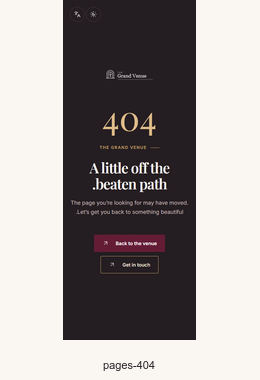 Grand Venue
404
THE GRAND VENUE
A little off the
.beaten path
The page you're looking for may have moved.
.Let's get you back to something beautiful
Back to the venue
Get in touch
pages-404